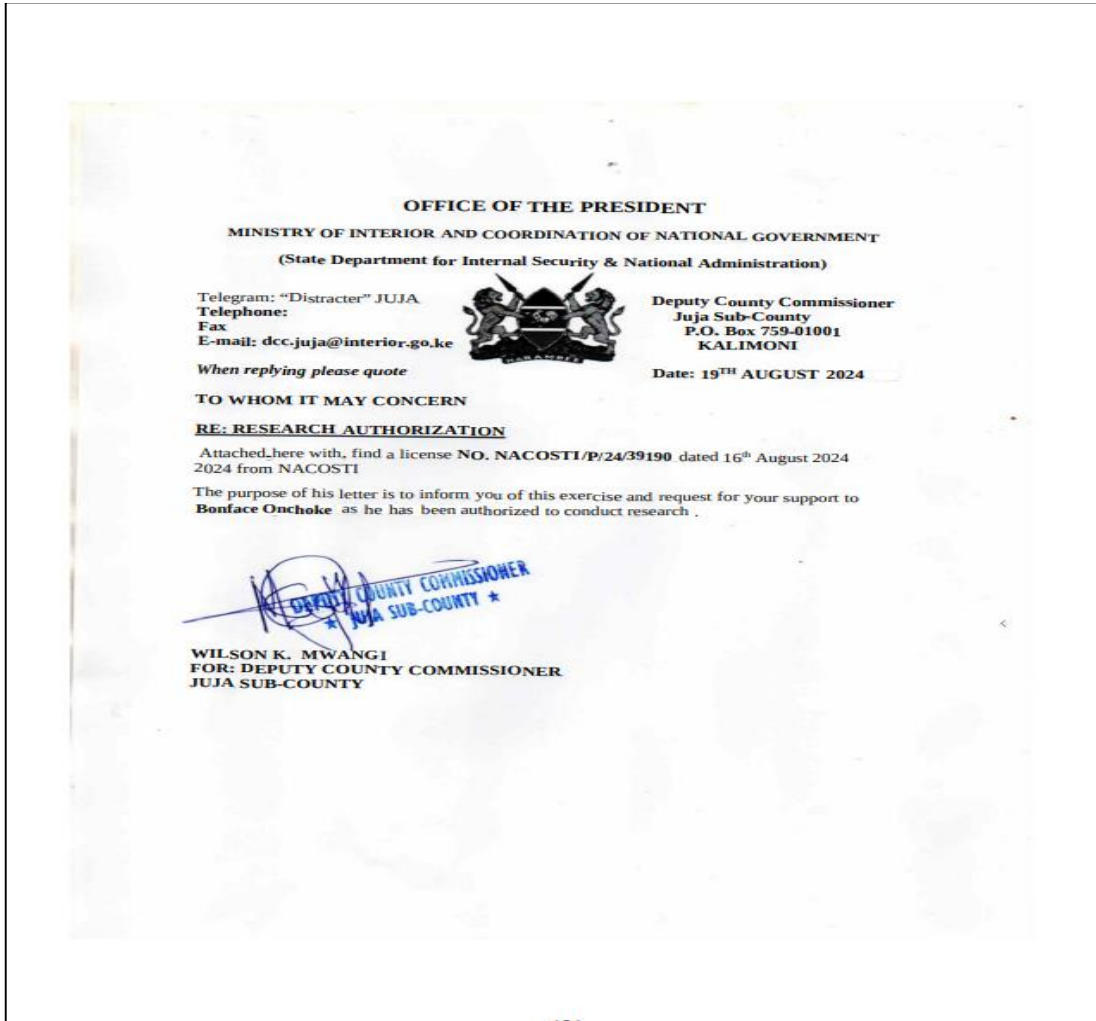 OFFICE OF THE PRESIDENT
MINISTRY OF INTERIOR AND COORDINATION OF NATIONAL GOVERNMENT
(State Department for Internal Security & National Administration)
Telegram: “Distracter” JUJA
Telephone:
Fax
E-mail: dcc.juja@interior.go.ke
When replying please quote
HARAMBEE
Deputy County Commissioner
Juja Sub-County
P.O. Box 759-01001
KALIMONI
Date: 19TH AUGUST 2024
TO WHOM IT MAY CONCERN
RE: RESEARCH AUTHORIZATION
Attached here with, find a license NO. NACOSTI/P/24/39190 dated 16th August 2024
2024 from NACOSTI
The purpose of his letter is to inform you of this exercise and request for your support to
Bonface Onchoke as he has been authorized to conduct research .
DEPUTY COUNTY COMMISSIONER
★ JUJA SUB-COUNTY ★
WILSON K. MWANGI
FOR: DEPUTY COUNTY COMMISSIONER
JUJA SUB-COUNTY